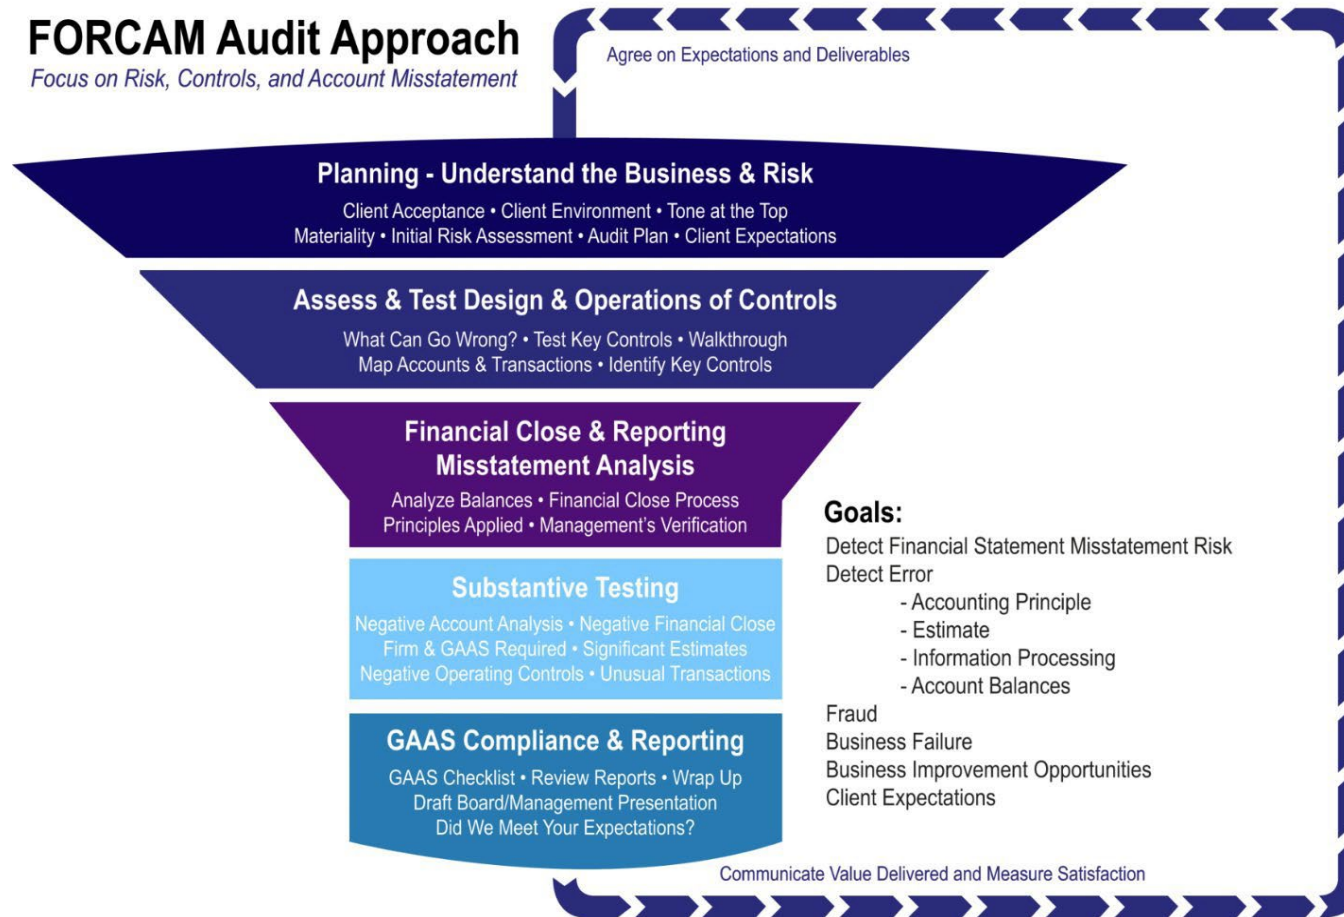 FORCAM Audit Approach
Focus on Risk, Controls, and Account Misstatement
Agree on Expectations and Deliverables
Planning - Understand the Business & Risk
Client Acceptance • Client Environment • Tone at the Top
Materiality • Initial Risk Assessment • Audit Plan • Client Expectations
Assess & Test Design & Operations of Controls
What Can Go Wrong? • Test Key Controls • Walkthrough
Map Accounts & Transactions • Identify Key Controls
Financial Close & Reporting
Misstatement Analysis
Analyze Balances • Financial Close Process
Principles Applied • Management's Verification
Substantive Testing
Negative Account Analysis • Negative Financial Close
Firm & GAAS Required • Significant Estimates
Negative Operating Controls • Unusual Transactions
GAAS Compliance & Reporting
GAAS Checklist • Review Reports • Wrap Up
Draft Board/Management Presentation
Did We Meet Your Expectations?
Goals:
Detect Financial Statement Misstatement Risk
Detect Error
- Accounting Principle
- Estimate
- Information Processing
- Account Balances
Fraud
Business Failure
Business Improvement Opportunities
Client Expectations
Communicate Value Delivered and Measure Satisfaction